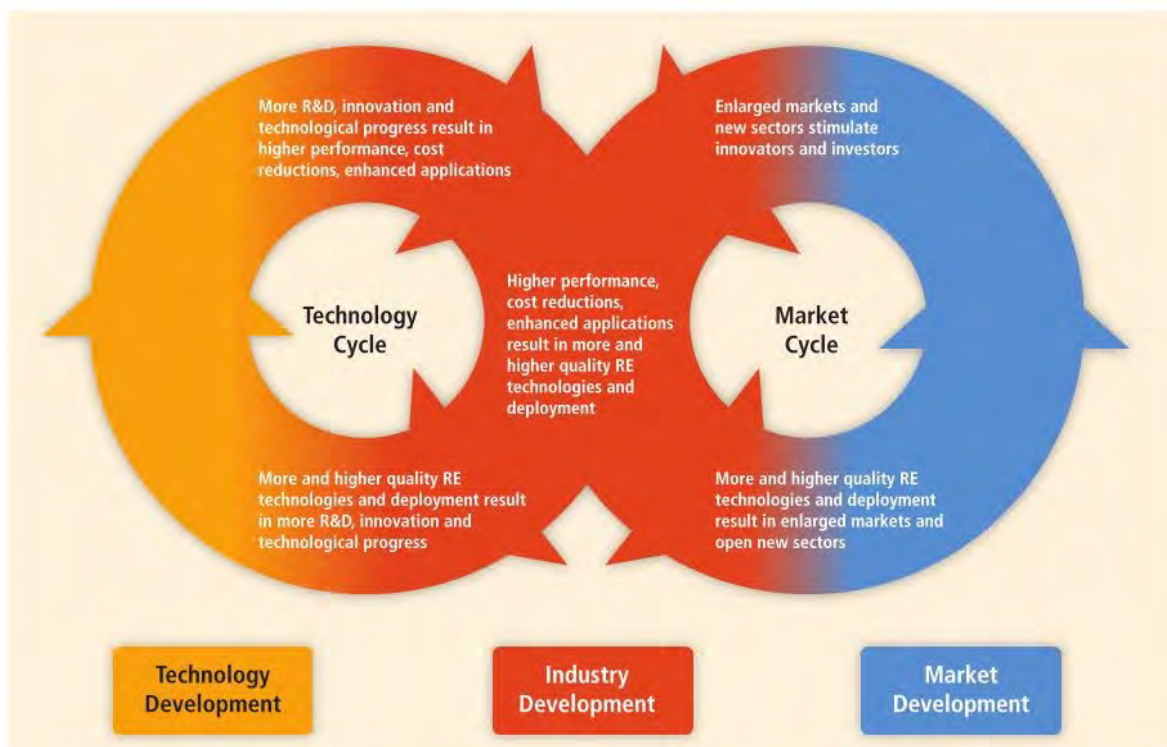 More R&D, innovation and
technological progress result in
higher performance, cost
reductions, enhanced applications
Enlarged markets and
new sectors stimulate
innovators and investors
Technology
Cycle
Higher performance,
cost reductions,
enhanced applications
result in more and
higher quality RE
technologies and
deployment
Market
Cycle
More and higher quality RE
technologies and deployment result
in more R&D, innovation and
technological progress
More and higher quality RE
technologies and deployment
result in enlarged markets and
open new sectors
Technology
Development
Industry
Development
Market
Development